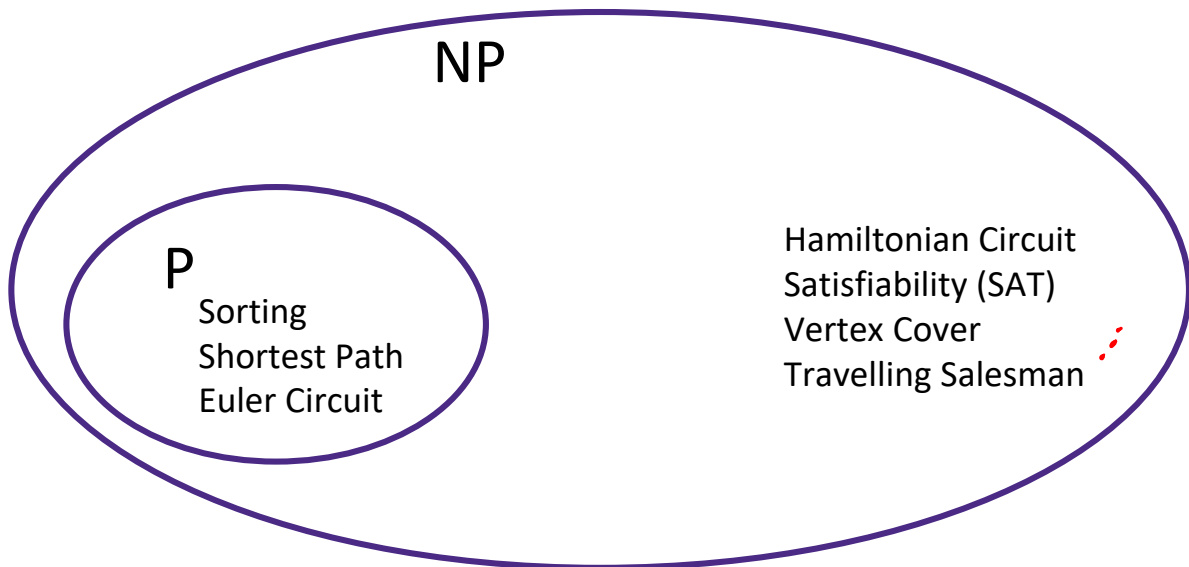 NP
P
Sorting
Shortest Path
Euler Circuit
Hamiltonian Circuit
Satisfiability (SAT)
Vertex Cover
Travelling Salesman